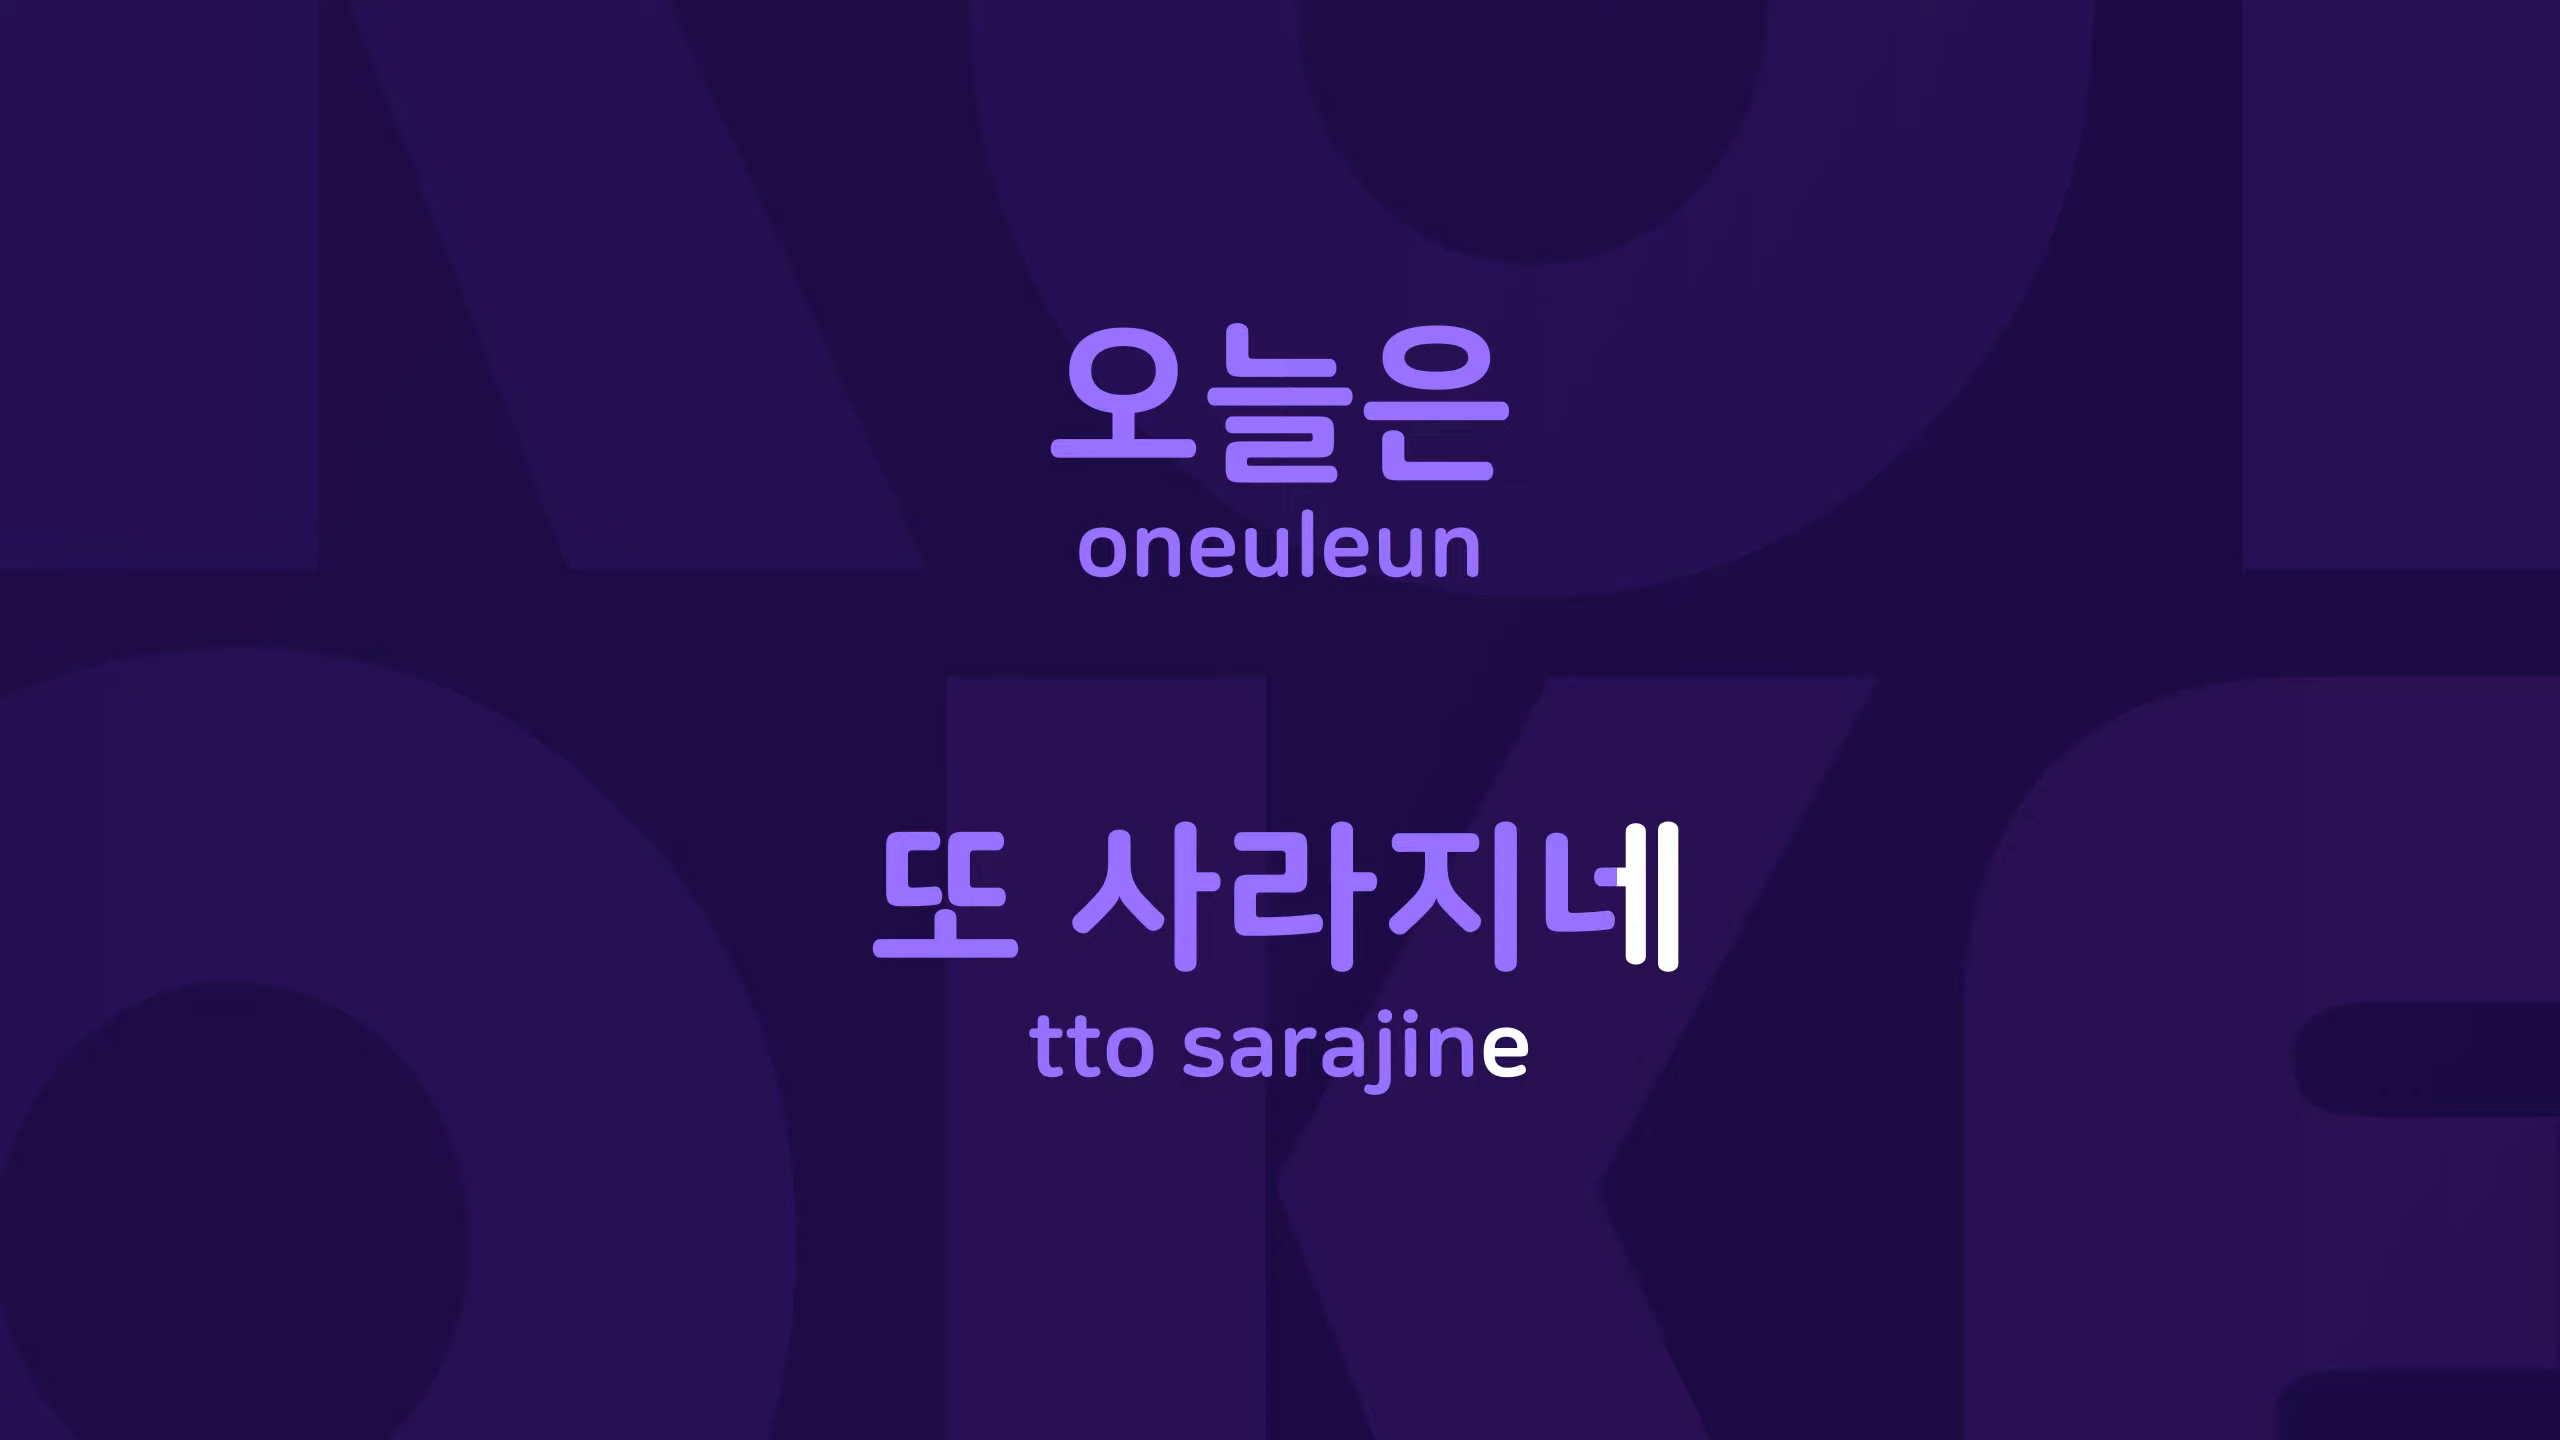 오늘은
oneuleun
또 사라지네
tto sarajine